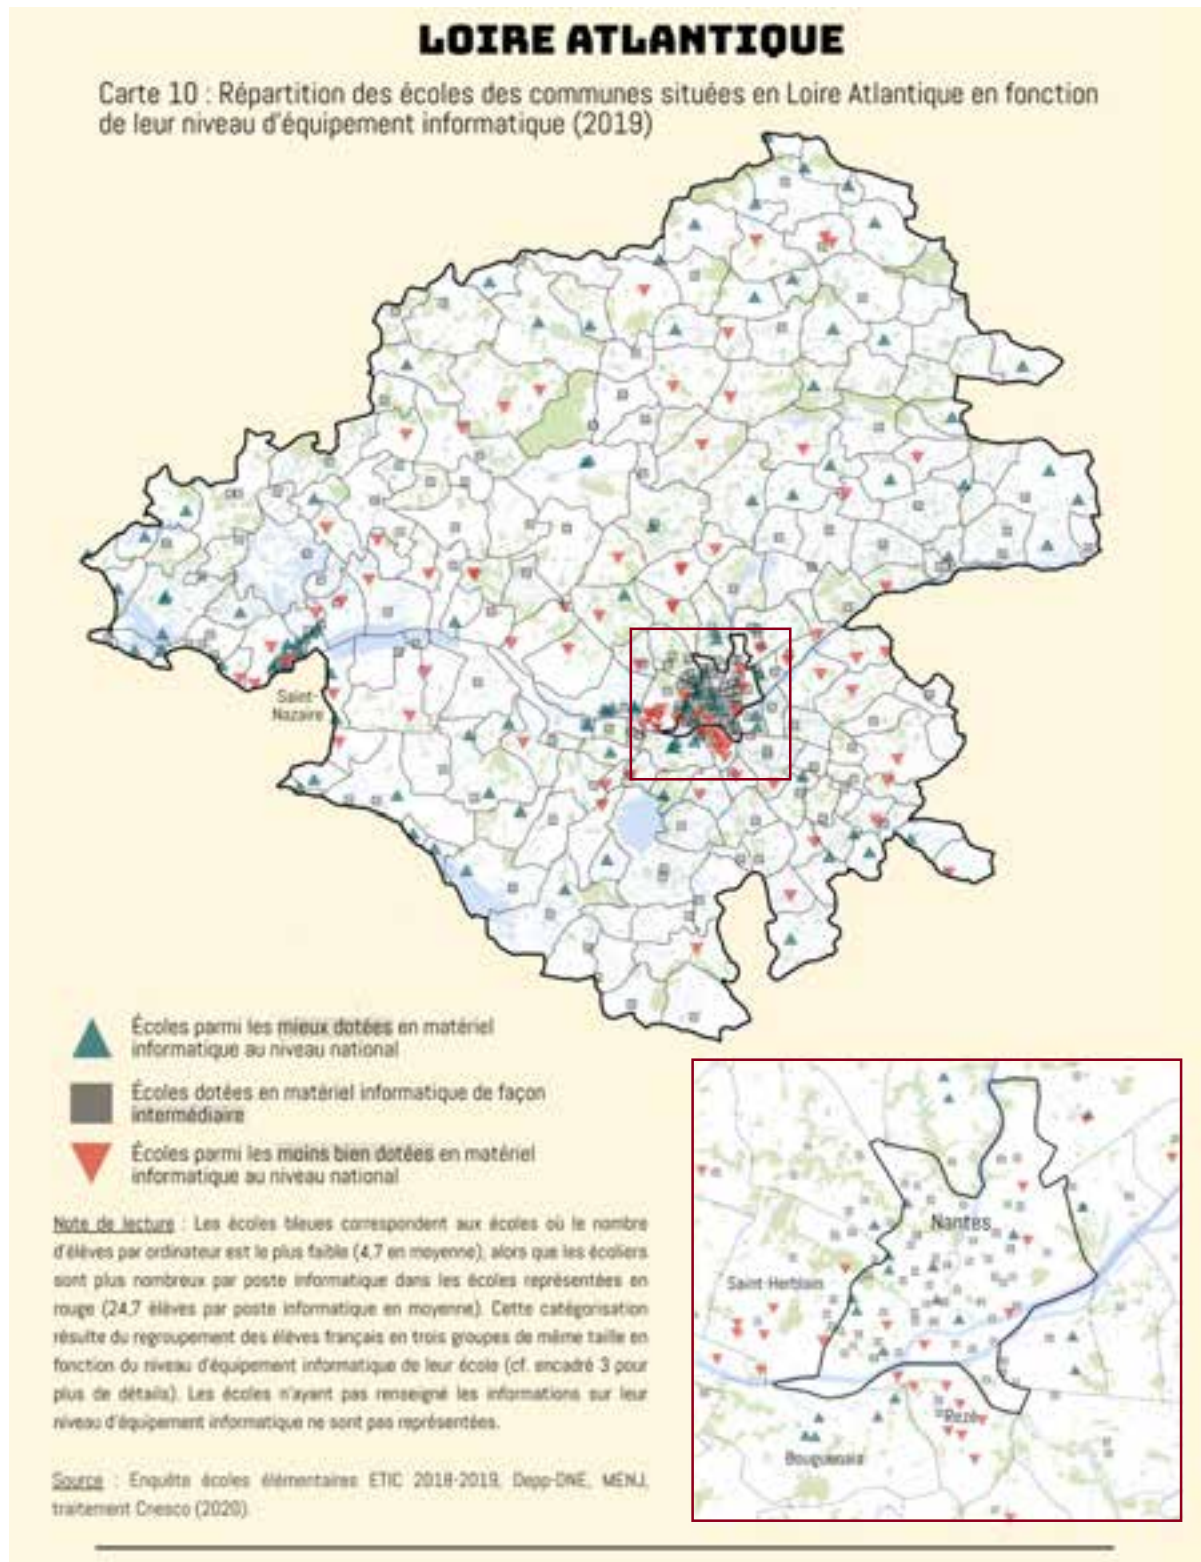 LOIRE ATLANTIQUE
Carte 10 : Répartition des écoles des communes situées en Loire Atlantique en fonction
de leur niveau d'équipement informatique (2019)
Saint-
Nazaire
Écoles parmi les mieux dotées en matériel
informatique au niveau national
Écoles dotées en matériel informatique de façon
intermédiaire
Écoles parmi les moins bien dotées en matériel
informatique au niveau national
Nantes
Saint-Herblain
Rezé
Bouguenais
Note de lecture : Les écoles bleues correspondent aux écoles où le nombre
d'élèves par ordinateur est le plus faible (4,7 en moyenne), alors que les écoliers
sont plus nombreux par poste informatique dans les écoles représentées en
rouge (24,7 élèves par poste informatique en moyenne). Cette catégorisation
résulte du regroupement des élèves français en trois groupes de même taille en
fonction du niveau d'équipement informatique de leur école (cf. encadré 3 pour
plus de détails). Les écoles n'ayant pas renseigné les informations sur leur
niveau d'équipement informatique ne sont pas représentées.
Source : Enquête écoles élémentaires ETIC 2018-2019, Depp-DNE, MENJ,
traitement Cnesco (2020).